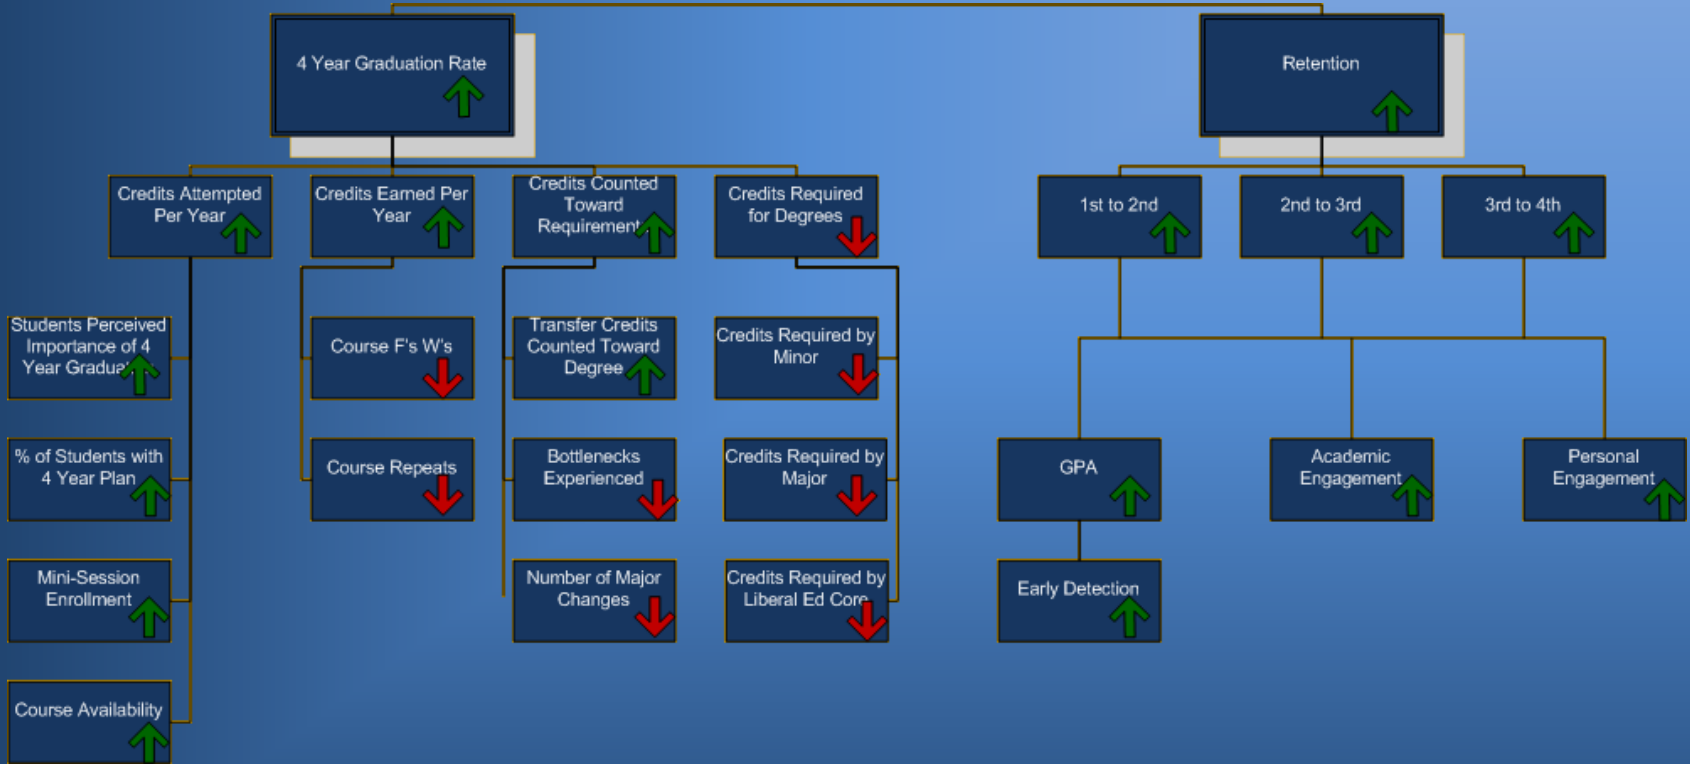 4 Year Graduation Rate
Retention
Credits Attempted
Per Year
Credits Earned Per
Year
Credits Counted
Toward
Requirement
Credits Required
for Degrees
1st to 2nd
2nd to 3rd
3rd to 4th
Students Perceived
Importance of 4
Year Gradua
Course F's W's
Transfer Credits
Counted Toward
Degree
Credits Required by
Minor
% of Students with
4 Year Plan
Course Repeats
Bottlenecks
Experienced
Credits Required by
Major
GPA
Academic
Engagement
Personal
Engagement
Mini-Session
Enrollment
Number of Major
Changes
Credits Required by
Liberal Ed Core
Early Detection
Course Availability